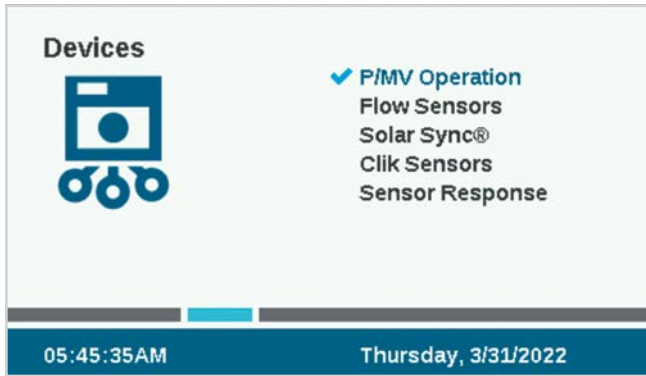 Devices
P/MV Operation
Flow Sensors
Solar Sync®
Clik Sensors
Sensor Response
05:45:35AM
Thursday, 3/31/2022